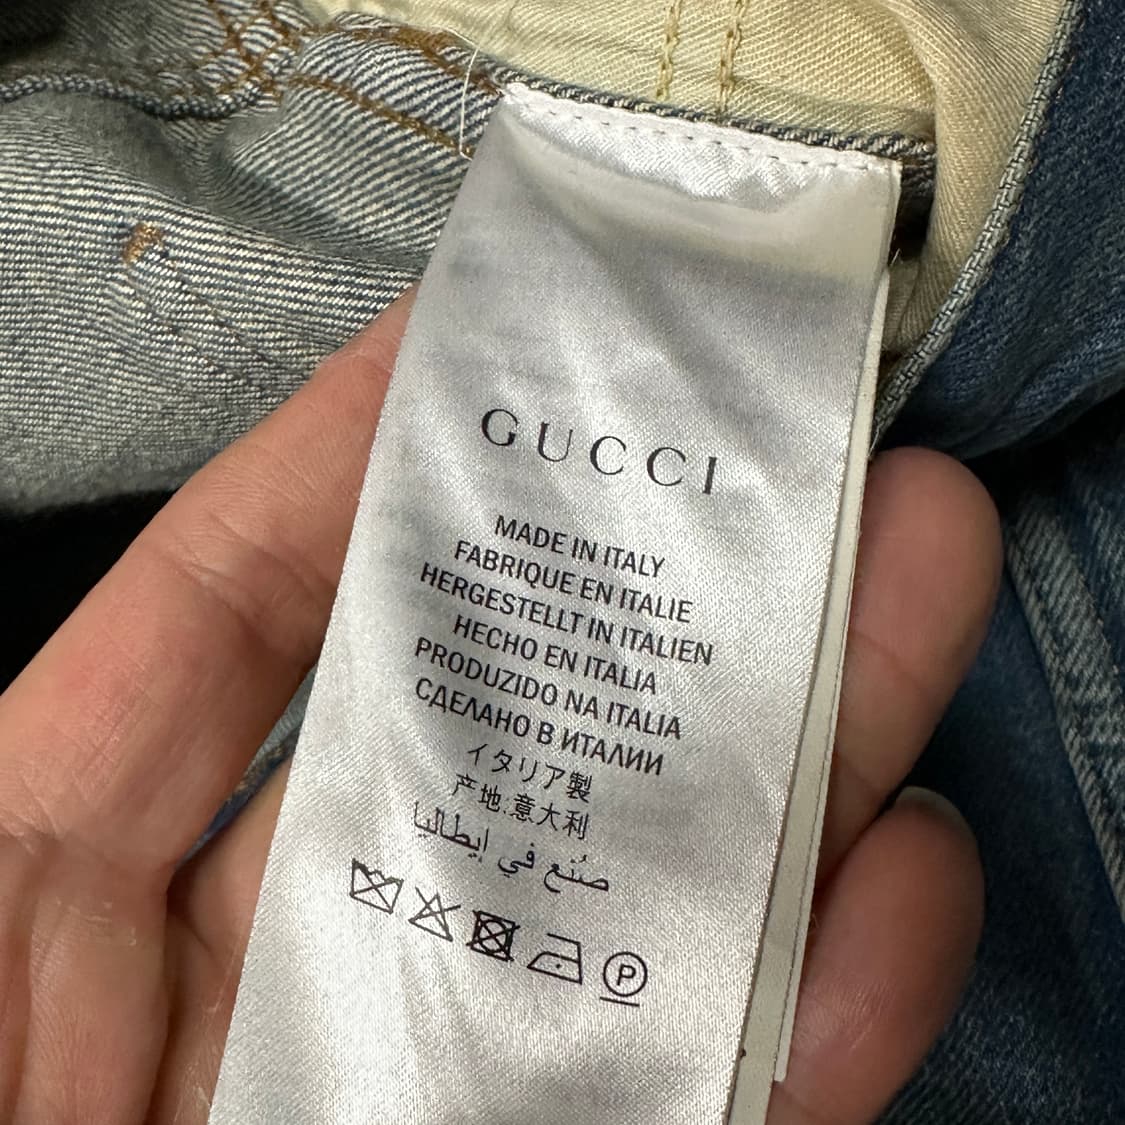 GUCCI
MADE IN ITALY
FABRIQUE EN ITALIE
HERGESTELLT IN ITALIEN
HECHO EN ITALIA
PRODUZIDO NA ITALIA
СДЕЛАНО В ИТАЛИИ
イタリア製
产地:意大利
صُنع في إيطاليا
P